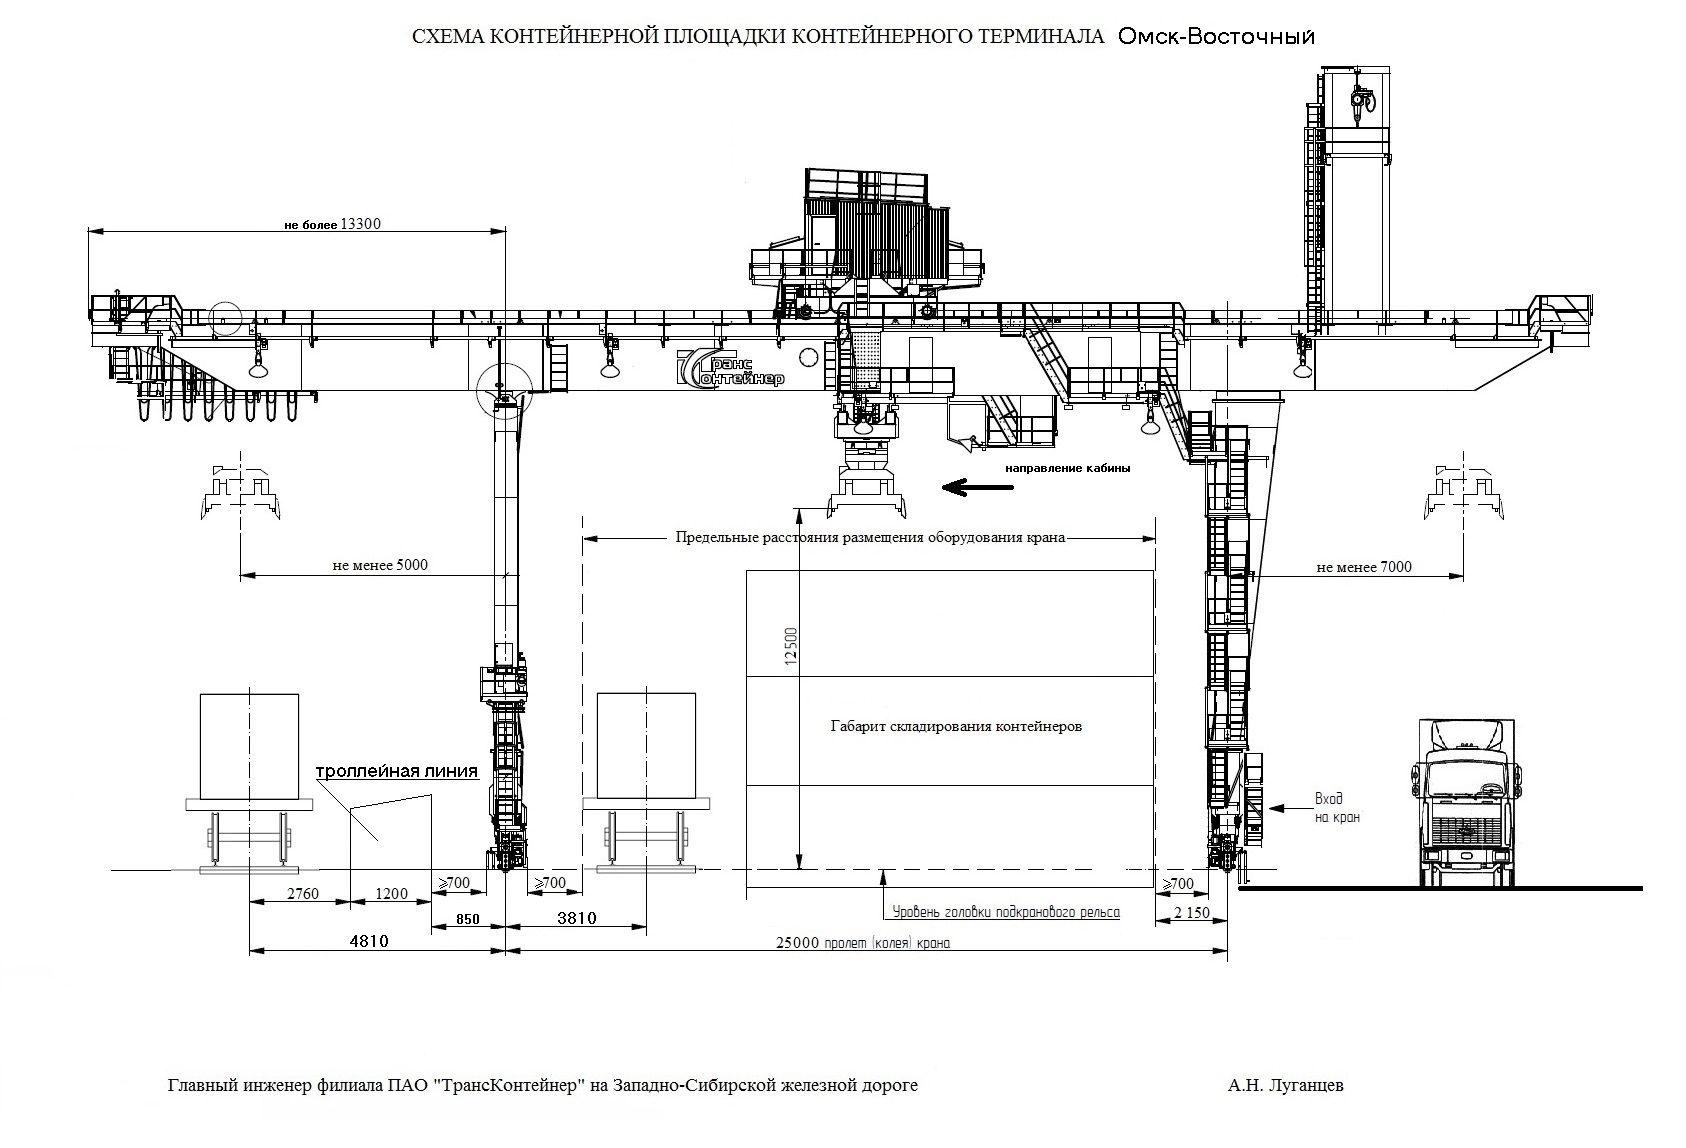 СХЕМА КОНТЕЙНЕРНОЙ ПЛОЩАДКИ КОНТЕЙНЕРНОГО ТЕРМИНАЛА Омск-Восточный
не более 13300
Транс
Контейнер
направление кабины
Предельные расстояния размещения оборудования крана
не менее 5000
не менее 7000
12500
Габарит складирования контейнеров
троллейная линия
Вход
на кран
2760
1200
⩾700
⩾700
⩾700
850
3810
Уровень головки подкранового рельса
2 150
4810
25000 пролет (колея) крана
Главный инженер филиала ПАО "ТрансКонтейнер" на Западно-Сибирской железной дороге
А.Н. Луганцев